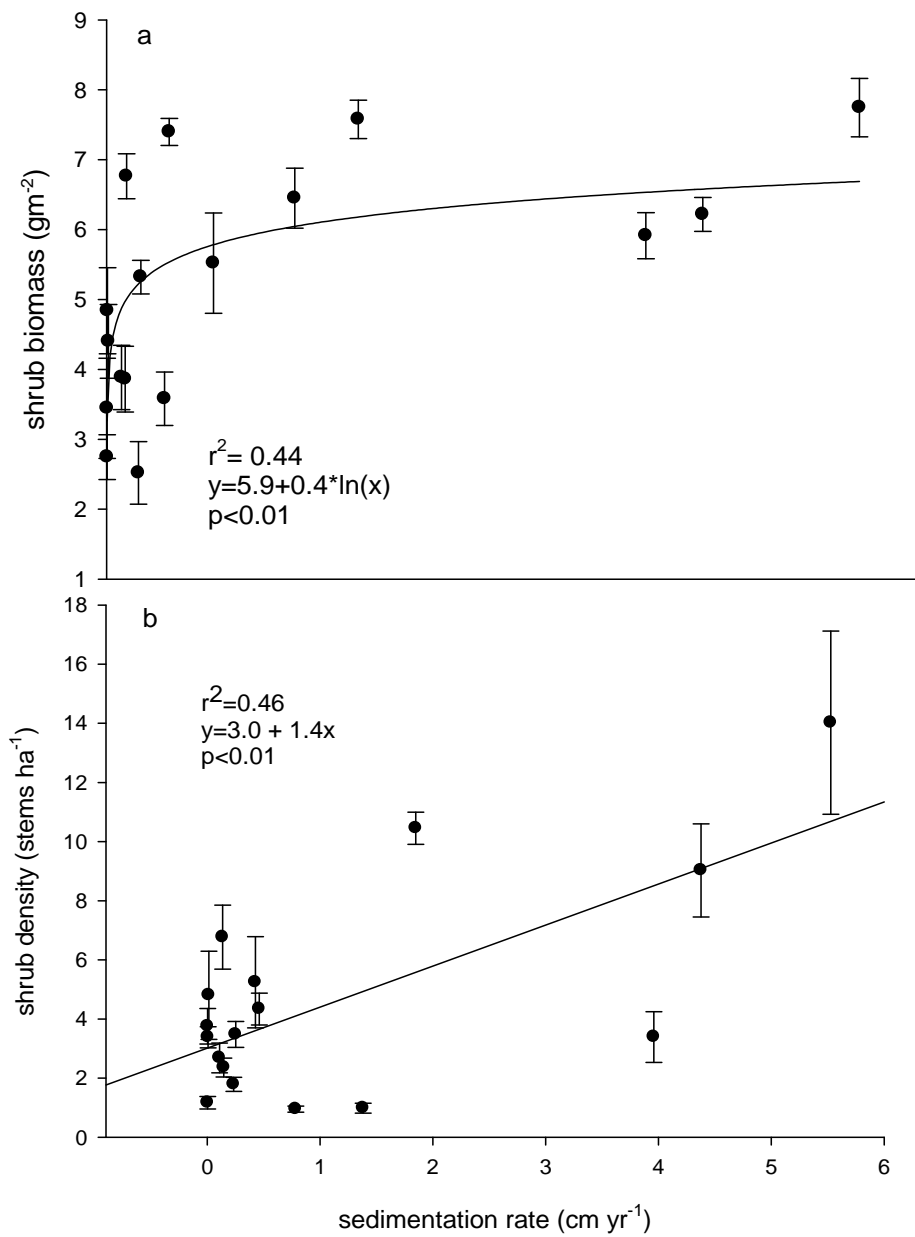 a
9
8
7
6
5
4
3
2
1
shrub biomass (gm⁻²)
r²= 0.44
y=5.9+0.4*ln(x)
p<0.01
b
18
16
14
12
10
8
6
4
2
0
shrub density (stems ha⁻¹)
r²=0.46
y=3.0 + 1.4x
p<0.01
0 1 2 3 4 5 6
sedimentation rate (cm yr⁻¹)